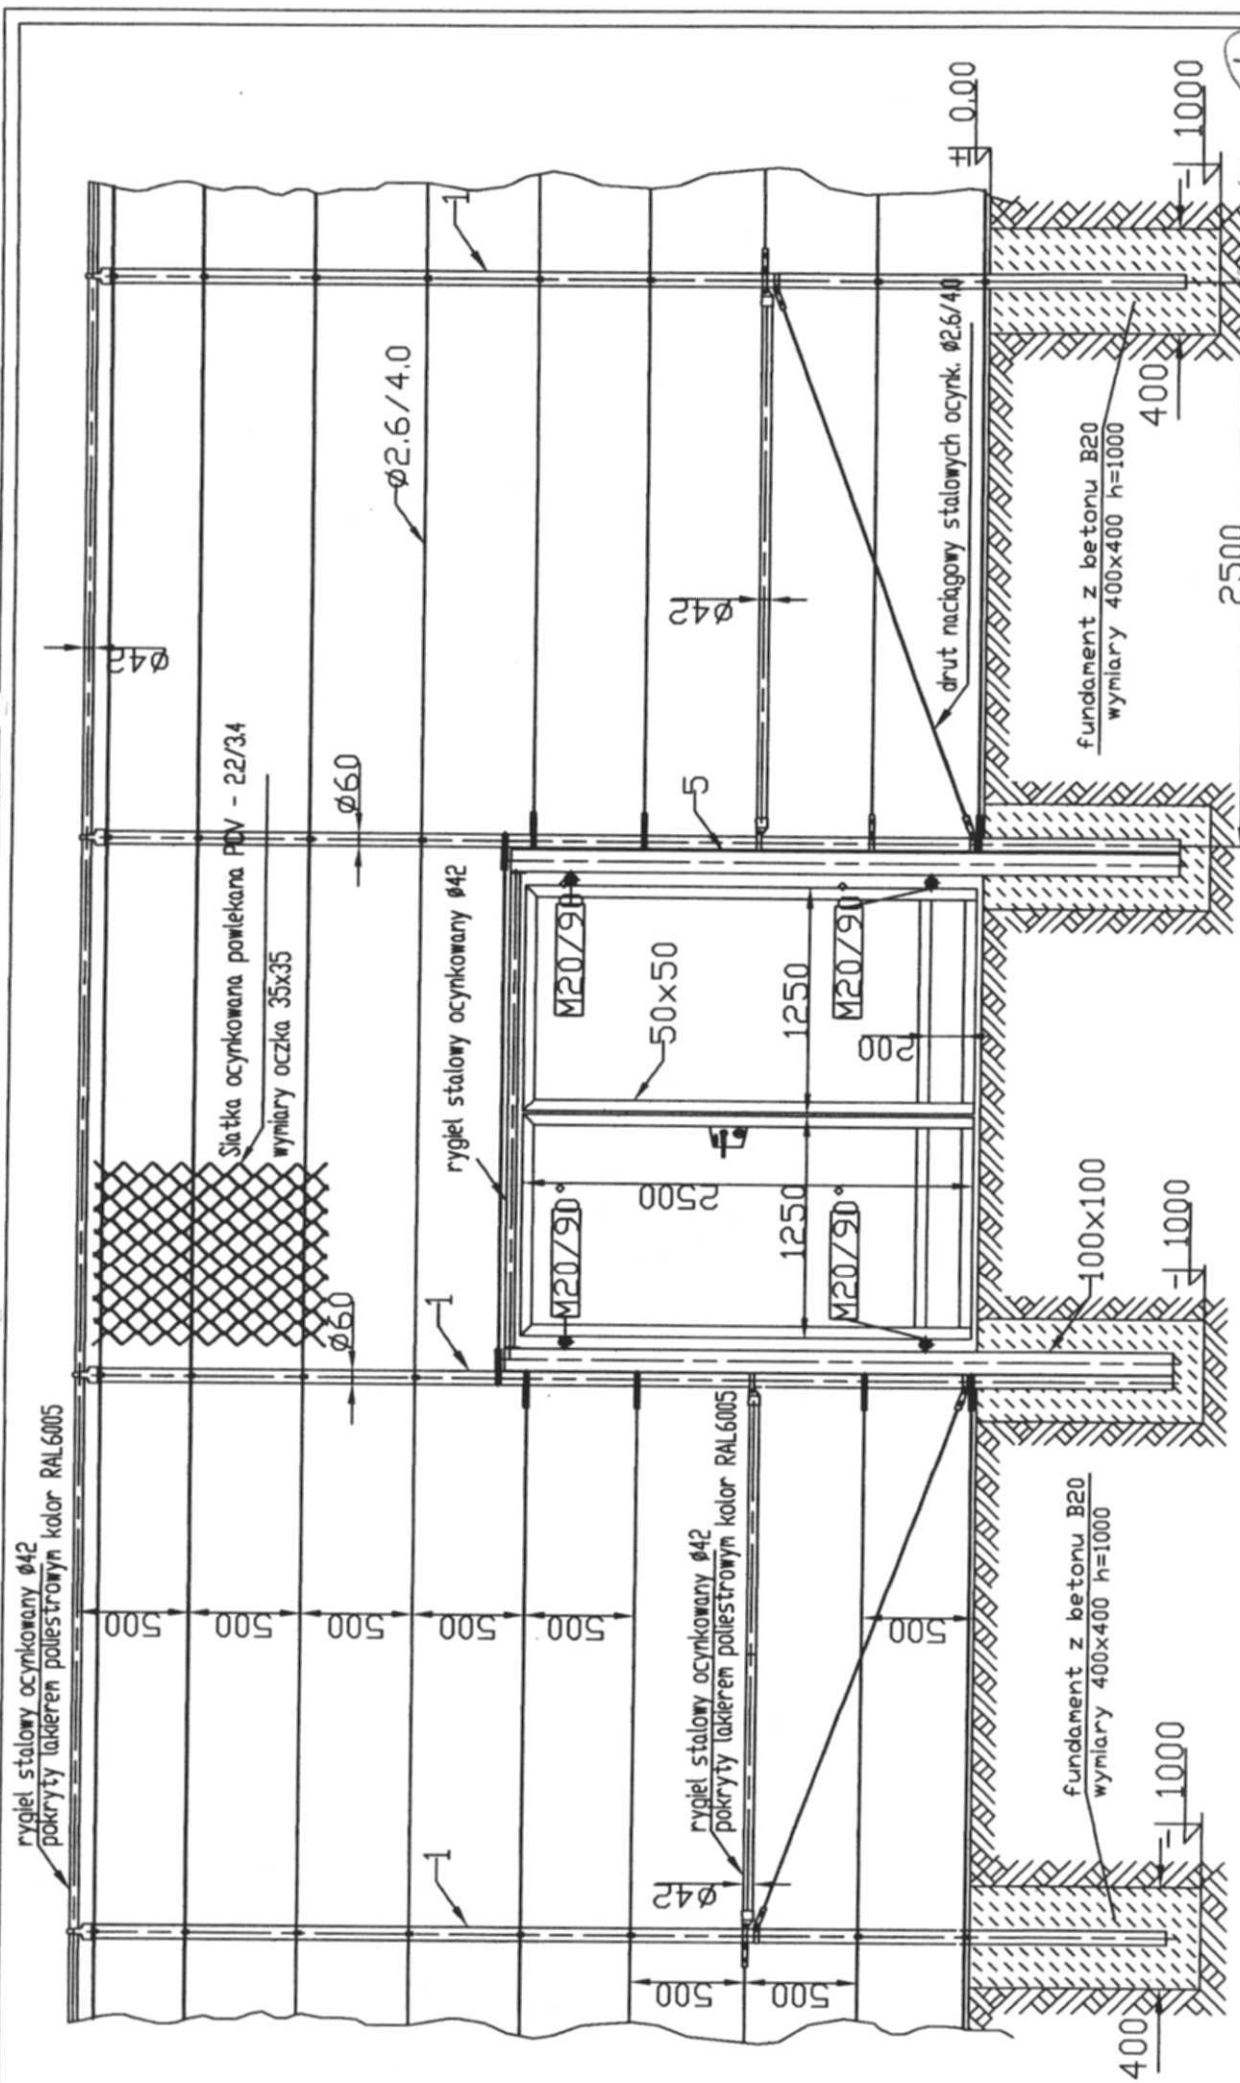 rygiel stalowy ocynkowany ø42
pokryty lakierem poliestrowym kolor RAL6005
Siatka ocynkowana powlekana PCV - 2.2/3.4
wymiary oczka 35x35
ø42
ø60
ø60
1
1
1
ø2.6/4.0
rygiel stalowy ocynkowany ø42
500
500
500
500
500
500
500
500
M20/90
M20/90
M20/90
M20/90
50x50
5
1250
1250
2500
200
ø42
ø42
rygiel stalowy ocynkowany ø42
pokryty lakierem poliestrowym kolor RAL6005
drut naciągowy stalowych ocynk. ø2.6/4.0
± 0.00
fundament z betonu B20
wymiary 400x400 h=1000
100x100
fundament z betonu B20
wymiary 400x400 h=1000
400
- 1000
- 1000
400
- 1000
2500